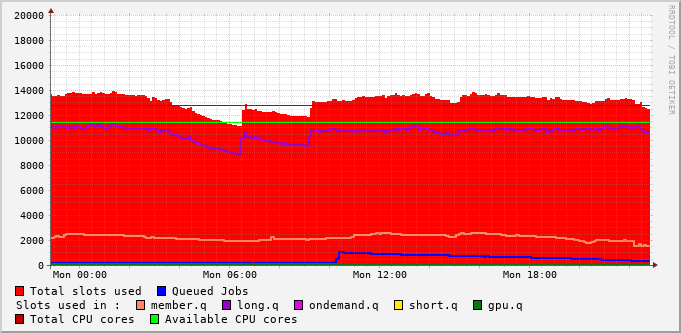 20000
18000
16000
14000
12000
10000
8000
6000
4000
2000
0
Mon 00:00 Mon 06:00 Mon 12:00 Mon 18:00
Total slots used Queued Jobs
Slots used in : member.q long.q ondemand.q short.q gpu.q
Total CPU cores Available CPU cores
RRDTOOL / TOBI OETIKER